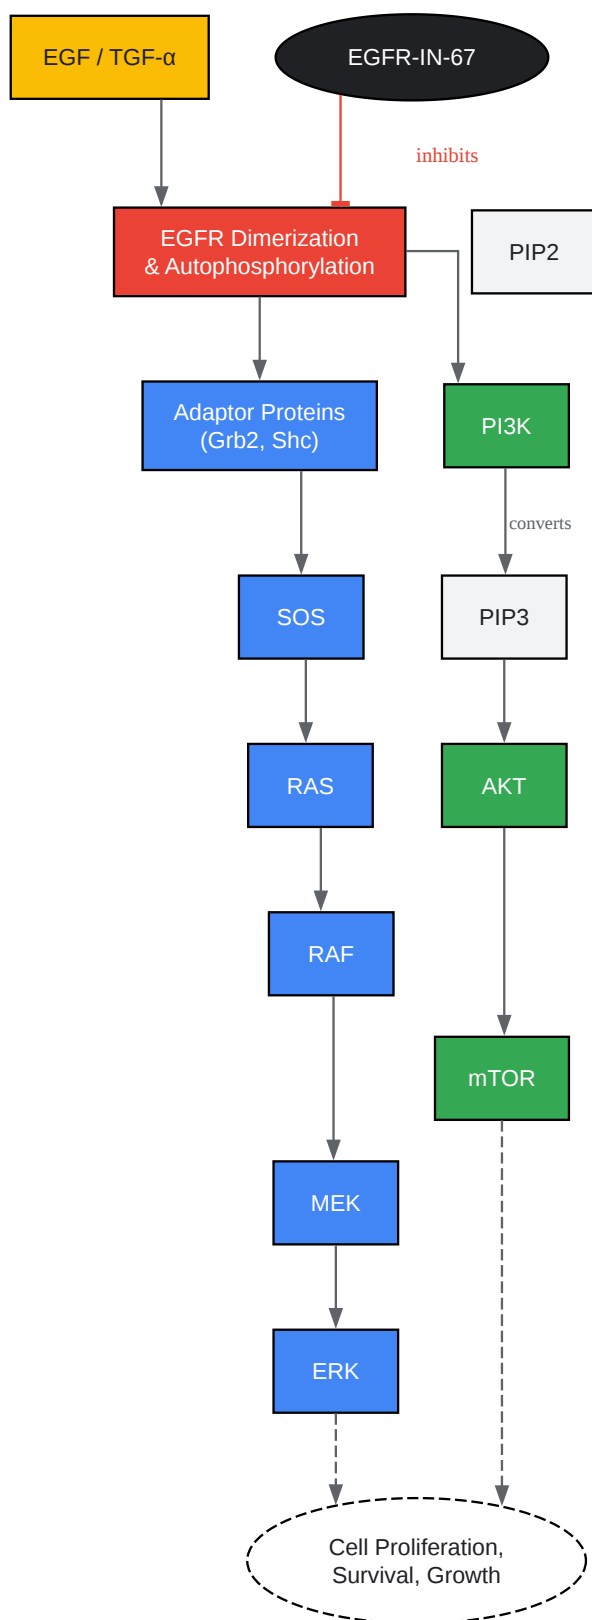 EGF / TGF-α
EGFR-IN-67
inhibits
EGFR Dimerization
& Autophosphorylation
PIP2
Adaptor Proteins
(Grb2, Shc)
PI3K
converts
SOS
PIP3
RAS
AKT
RAF
mTOR
MEK
ERK
Cell Proliferation,
Survival, Growth